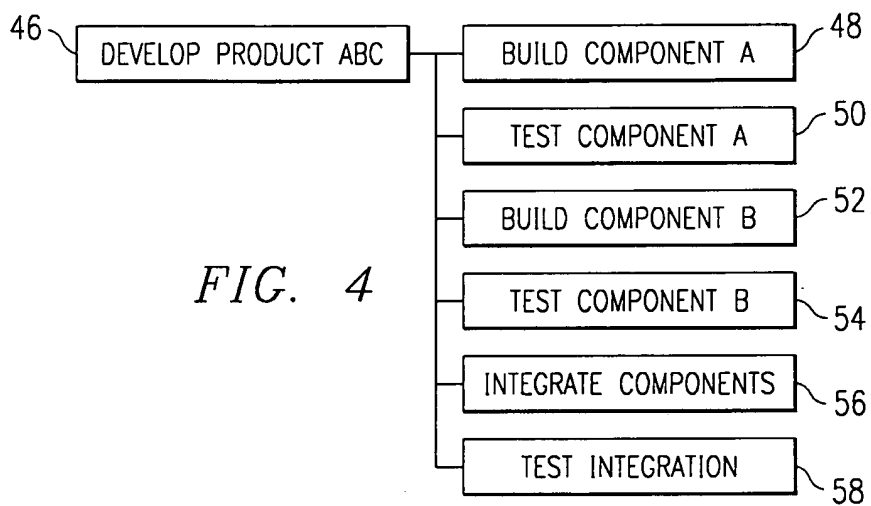 46
DEVELOP PRODUCT ABC
BUILD COMPONENT A
48
TEST COMPONENT A
50
BUILD COMPONENT B
52
FIG. 4
TEST COMPONENT B
54
INTEGRATE COMPONENTS
56
TEST INTEGRATION
58